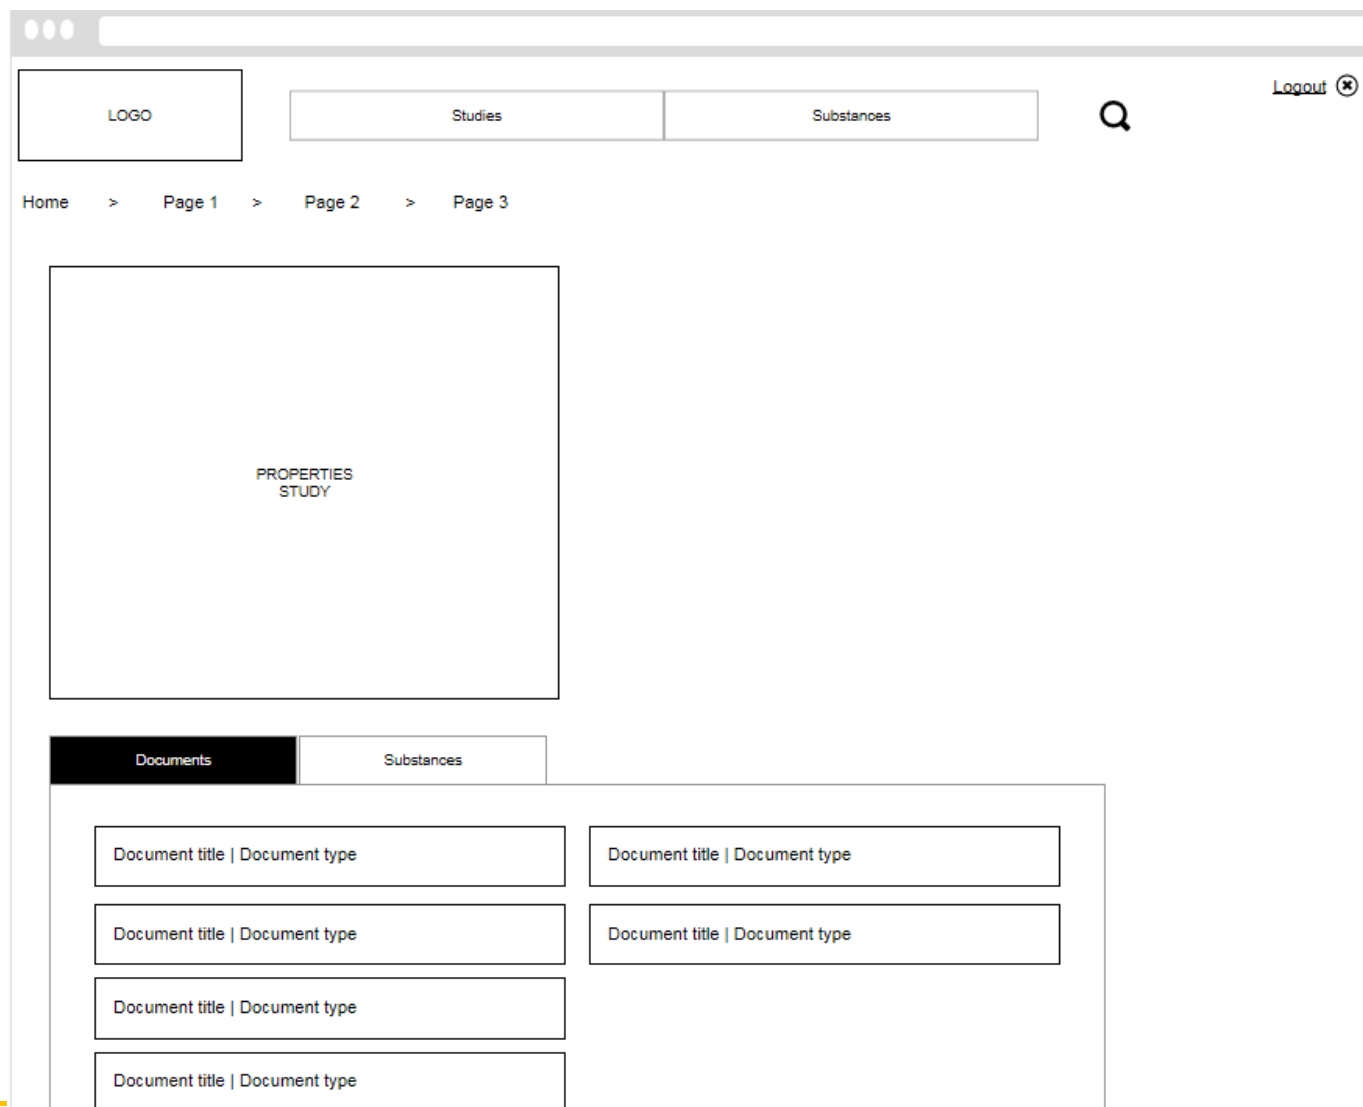 Logout
LOGO
Studies
Substances
Home > Page 1 > Page 2 > Page 3
PROPERTIES
STUDY
Documents
Substances
Document title | Document type
Document title | Document type
Document title | Document type
Document title | Document type
Document title | Document type
Document title | Document type